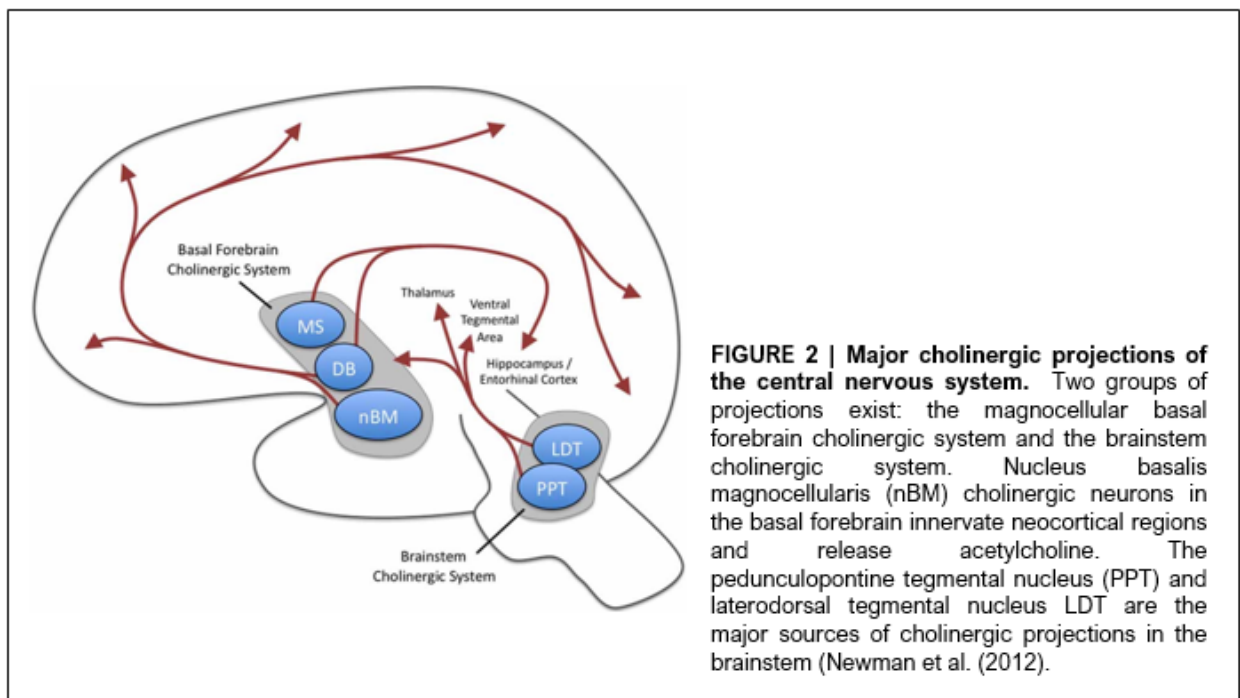 Basal Forebrain
Cholinergic System
MS
DB
nBM
Thalamus
Ventral
Tegmental
Area
Hippocampus /
Entorhinal Cortex
LDT
PPT
Brainstem
Cholinergic System
FIGURE 2 | Major cholinergic projections of
the central nervous system. Two groups of
projections exist: the magnocellular basal
forebrain cholinergic system and the brainstem
cholinergic system. Nucleus basalis
magnocellularis (nBM) cholinergic neurons in
the basal forebrain innervate neocortical regions
and release acetylcholine. The
pedunculopontine tegmental nucleus (PPT) and
laterodorsal tegmental nucleus LDT are the
major sources of cholinergic projections in the
brainstem (Newman et al. (2012).